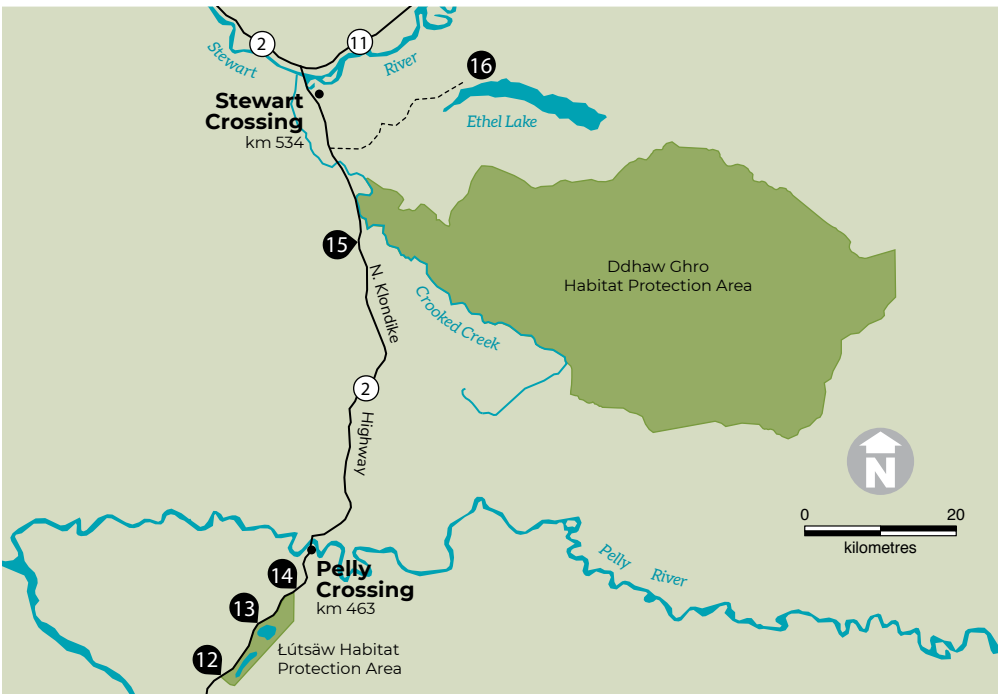 2
11
Stewart
River
16
Stewart
Crossing
km 534
Ethel Lake
15
Ddhaw Ghro
Habitat Protection Area
N. Klondike
Crooked Creek
2
Highway
N
0 20
kilometres
Pelly River
14
Pelly
Crossing
km 463
13
12
Łútsäw Habitat
Protection Area